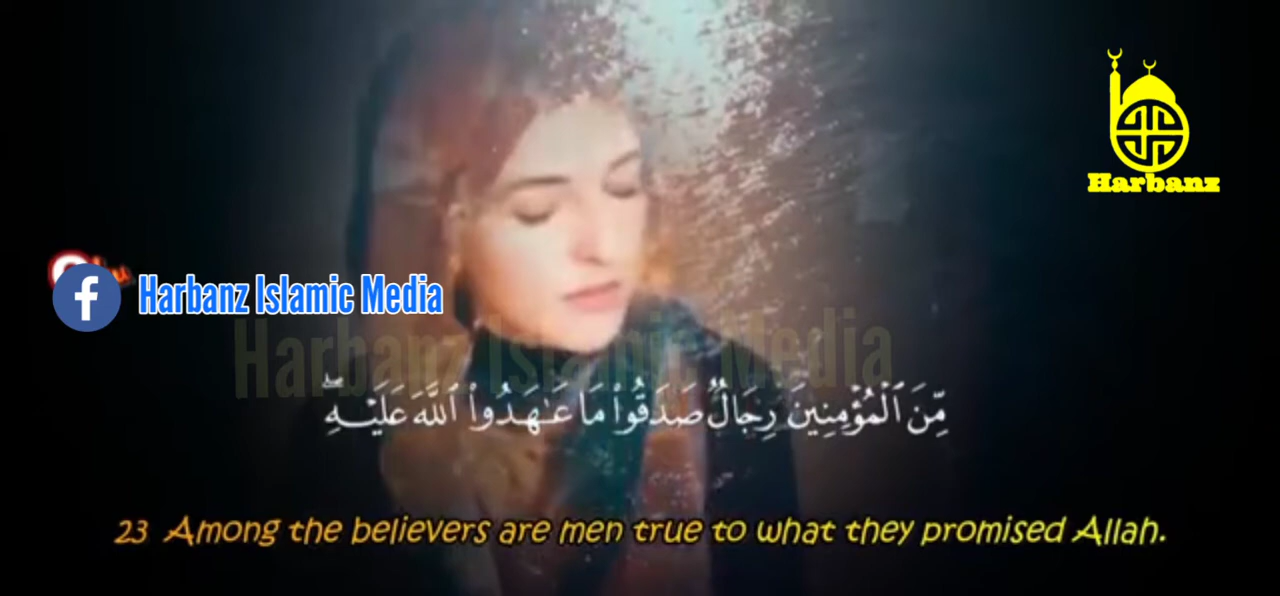 Harbanz
f Harbanz Islamic Media
Harbanz Islamic Media
مِّنَ ٱلْمُؤْمِنِينَ رِجَالٌ صَدَقُوا۟ مَا عَـٰهَدُوا۟ ٱللَّهَ عَلَيْهِ ۖ
23 Among the believers are men true to what they promised Allah.